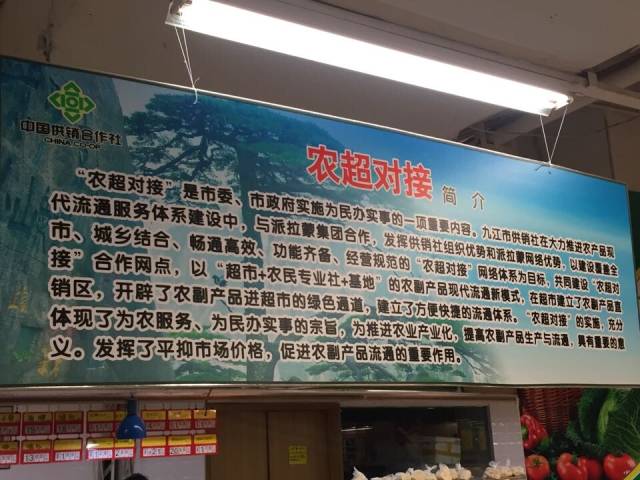 中国供销合作社
CHINA CO-OP
农超对接 简介
“农超对接”是市委、市政府实施为民办实事的一项重要内容。九江市供销社在大力推进农产品现
代流通服务体系建设中，与派拉蒙集团合作，发挥供销社组织优势和派拉蒙网络优势，以建设覆盖全
市、城乡结合、畅通高效、功能齐备、经营规范的“农超对接”网络体系为目标，共同建设“农超对
接”合作网点，以“超市+农民专业社+基地”的农副产品现代流通新模式，在超市建立了农副产品直
销区，开辟了农副产品进超市的绿色通道，建立了方便快捷的流通体系。“农超对接”的实施，充分
体现了为农服务、为民办实事的宗旨，为推进农业产业化，提高农副产品生产与流通，具有重要的意
义。发挥了平抑市场价格，促进农副产品流通的重要作用。